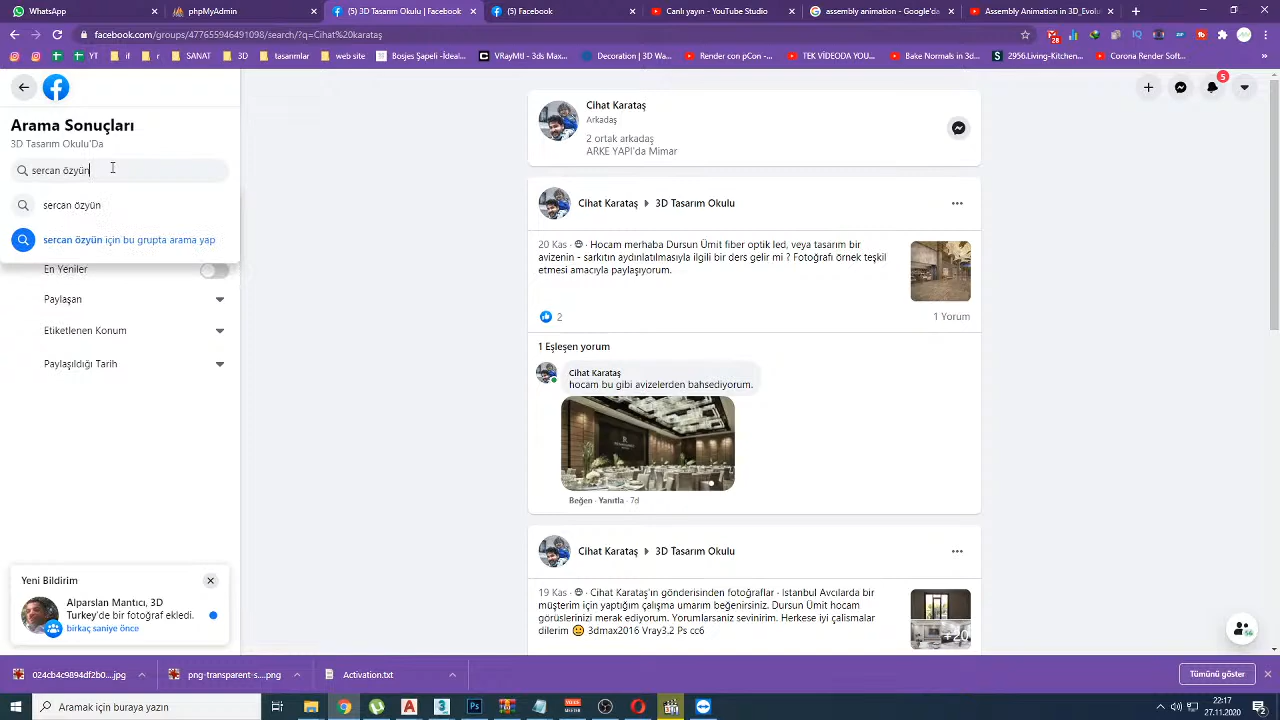 WhatsApp
phpMyAdmin
(5) 3D Tasarım Okulu | Facebook
(5) Facebook
Canlı yayın - YouTube Studio
assembly animation - Google'da
Assembly Animation in 3D_Evolu
facebook.com/groups/477655946491098/search/?q=Cihat%20karataş
YT
if
r
SANAT
3D
tasarımlar
web site
Bosjes Şapeli - İdeal...
VRayMtl - 3ds Max...
Decoration | 3D Wa...
Render con pCon -...
TEK VİDEODA YOU...
Bake Normals in 3d...
2956.Living-Kitchen...
Corona Render Soft...
Arama Sonuçları
3D Tasarım Okulu'Da
sercan özyün
sercan özyün
sercan özyün için bu grupta arama yap
En Yeniler
Paylaşan
Etiketlenen Konum
Paylaşıldığı Tarih
Yeni Bildirim
Alparslan Mantıcı, 3D
Turkey'de bir fotoğraf ekledi.
birkaç saniye önce
Cihat Karataş
Arkadaş
2 ortak arkadaş
ARKE YAPI'da Mimar
5
Cihat Karataş 3D Tasarım Okulu
20 Kas · Hocam merhaba Dursun Ümit fiber optik led, veya tasarım bir
avizenin - sarkıtın aydınlatılmasıyla ilgili bir ders gelir mi ? Fotoğrafı örnek teşkil
etmesi amacıyla paylaşıyorum.
2
1 Yorum
1 Eşleşen yorum
Cihat Karataş
hocam bu gibi avizelerden bahsediyorum.
Beğen · Yanıtla · 7d
Cihat Karataş 3D Tasarım Okulu
19 Kas · Cihat Karataş'ın gönderisinden fotoğraflar - İstanbul Avcılarda bir
müşterim için yaptığım çalışma umarım beğenirsiniz. Dursun Ümit hocam
görüşlerinizi merak ediyorum. Yorumlarsanız sevinirim. Herkese iyi çalışmalar
dilerim 3dmax2016 Vray3.2 Ps cc6
+20
024cb4c9894df2b0....jpg
png-transparent-s....png
Activation.txt
Tümünü göster
Aramak için buraya yazın
22:17
27.11.2020